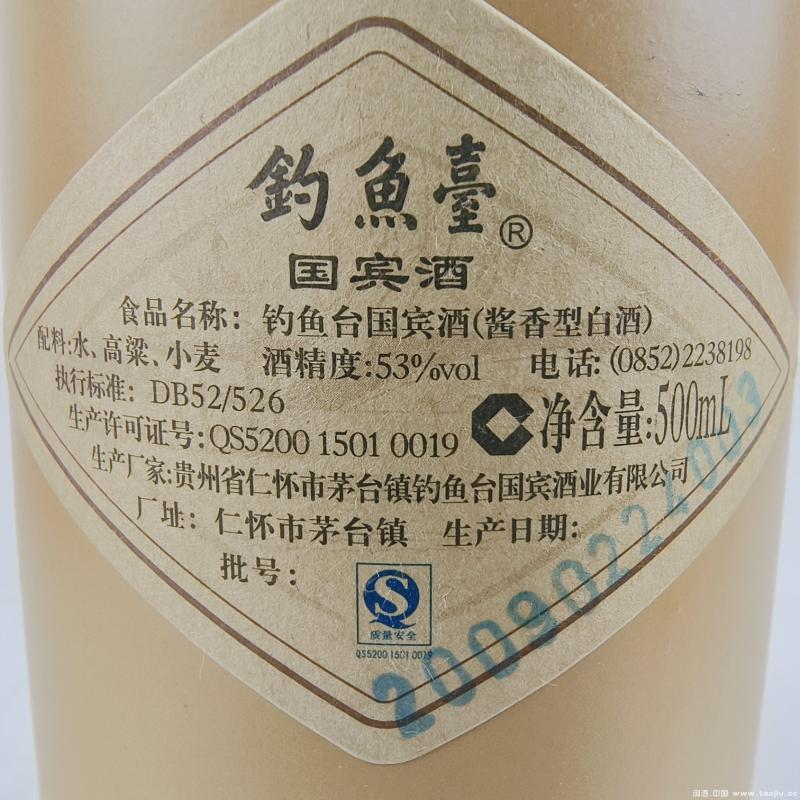 釣魚臺®
国宾酒
食品名称：钓鱼台国宾酒(酱香型白酒)
配料:水、高粱、小麦 酒精度:53%vol 电话:(0852)2238198
执行标准：DB52/526
生产许可证号:QS5200 1501 0019 净含量:500mL
生产厂家:贵州省仁怀市茅台镇钓鱼台国宾酒业有限公司
厂址：仁怀市茅台镇 生产日期:
批号：
质量安全
QS5200 1501 0019
20090224003
www.taojiu.cc